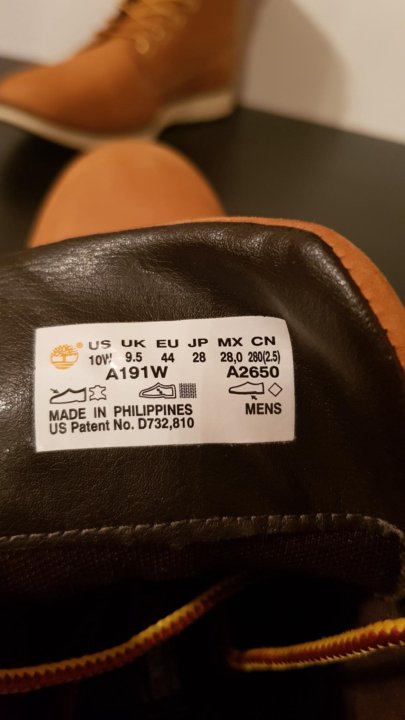 US UK EU JP MX CN
10W 9.5 44 28 28,0 280(2.5)
A191W A2650
MADE IN PHILIPPINES
US Patent No. D732,810
MENS